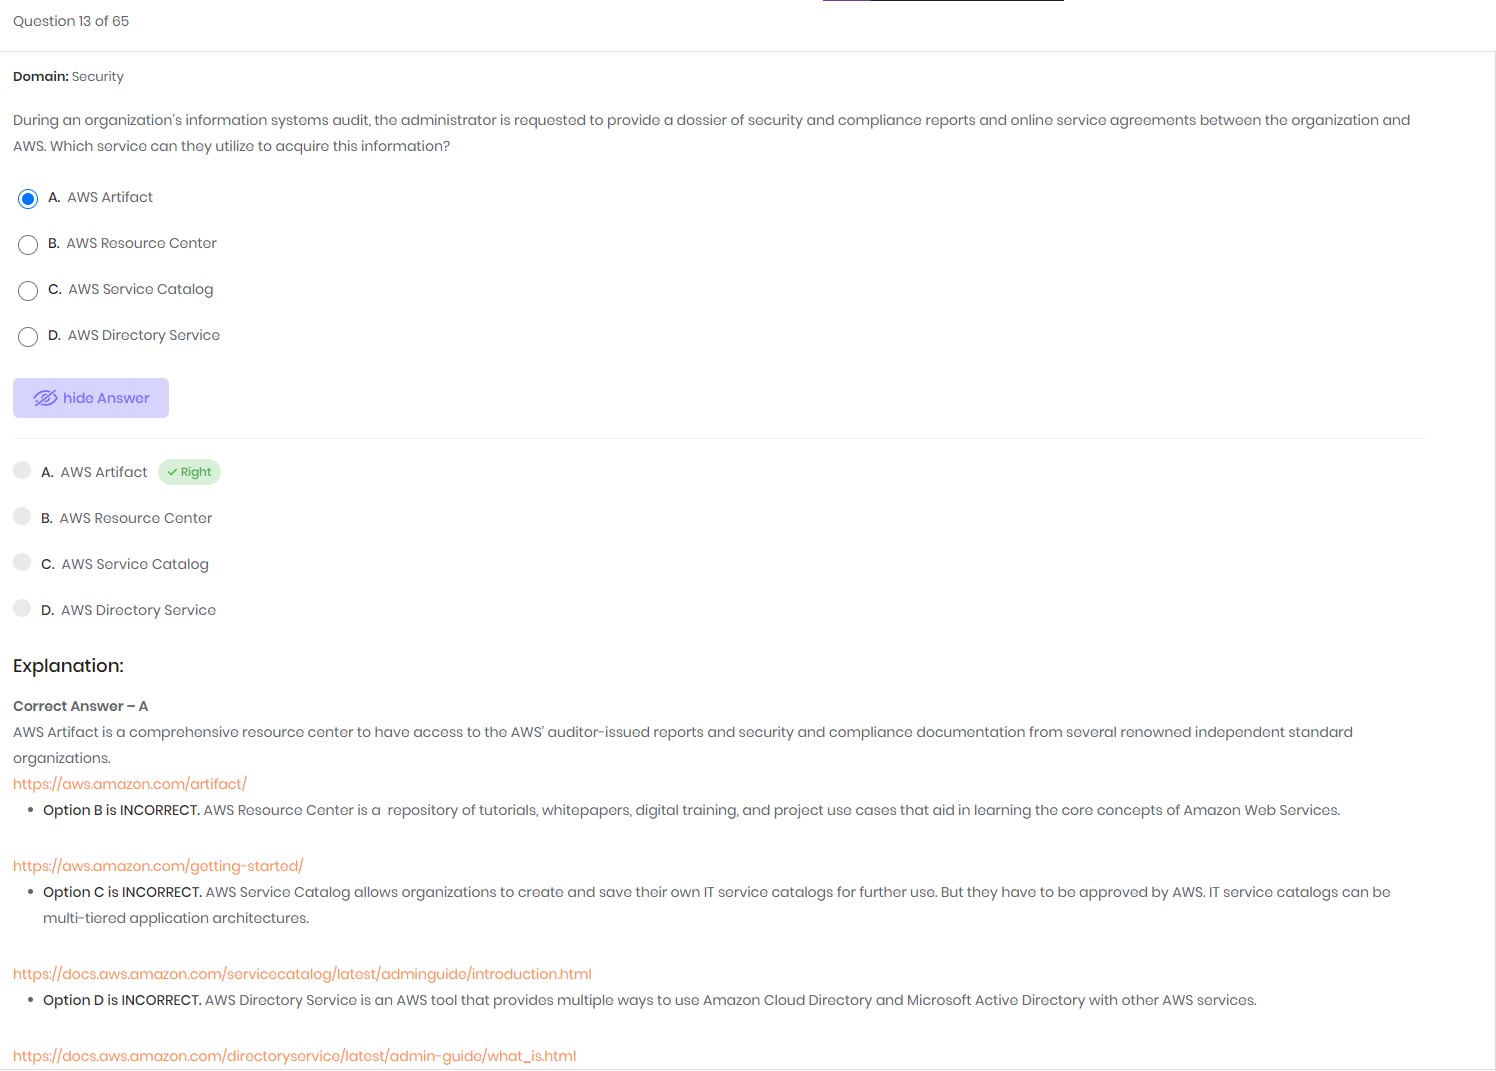 Question 13 of 65
Domain: Security
During an organization's information systems audit, the administrator is requested to provide a dossier of security and compliance reports and online service agreements between the organization and
AWS. Which service can they utilize to acquire this information?
A. AWS Artifact
B. AWS Resource Center
C. AWS Service Catalog
D. AWS Directory Service
hide Answer
A. AWS Artifact Right
B. AWS Resource Center
C. AWS Service Catalog
D. AWS Directory Service
Explanation:
Correct Answer – A
AWS Artifact is a comprehensive resource center to have access to the AWS' auditor-issued reports and security and compliance documentation from several renowned independent standard
organizations.
https://aws.amazon.com/artifact/
• Option B is INCORRECT. AWS Resource Center is a repository of tutorials, whitepapers, digital training, and project use cases that aid in learning the core concepts of Amazon Web Services.
https://aws.amazon.com/getting-started/
• Option C is INCORRECT. AWS Service Catalog allows organizations to create and save their own IT service catalogs for further use. But they have to be approved by AWS. IT service catalogs can be
multi-tiered application architectures.
https://docs.aws.amazon.com/servicecatalog/latest/adminguide/introduction.html
• Option D is INCORRECT. AWS Directory Service is an AWS tool that provides multiple ways to use Amazon Cloud Directory and Microsoft Active Directory with other AWS services.
https://docs.aws.amazon.com/directoryservice/latest/admin-guide/what_is.html